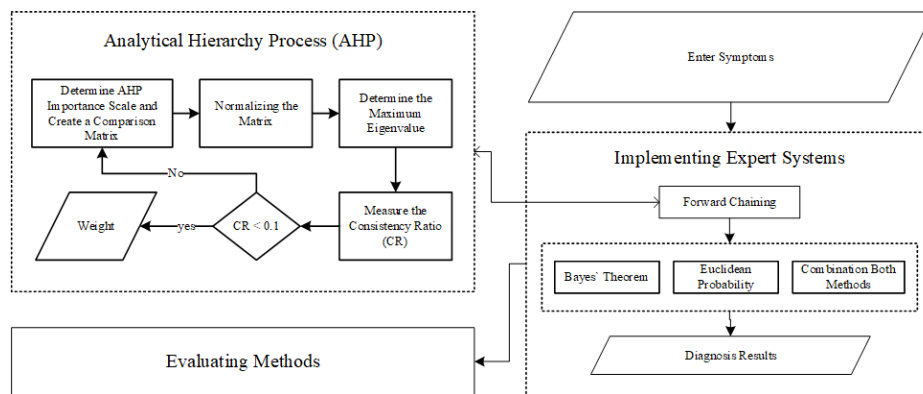 Analytical Hierarchy Process (AHP)
Determine AHP
Importance Scale and
Create a Comparison
Matrix
Normalizing the
Matrix
Determine the
Maximum
Eigenvalue
No
Weight
yes
CR < 0.1
Measure the
Consistency Ratio
(CR)
Enter Symptoms
Implementing Expert Systems
Forward Chaining
Bayes` Theorem
Euclidean
Probability
Combination Both
Methods
Diagnosis Results
Evaluating Methods